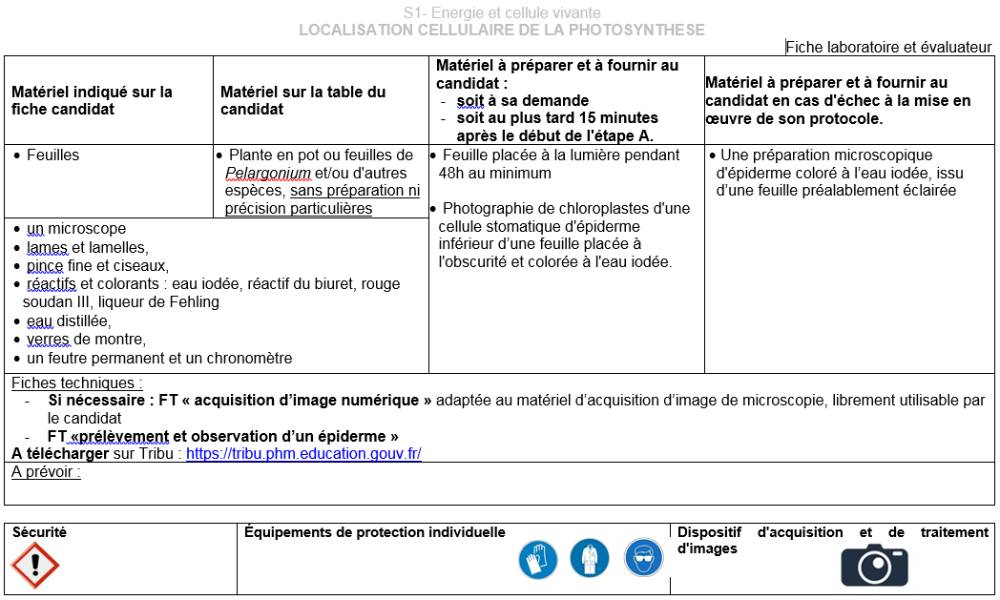 S1- Energie et cellule vivante
LOCALISATION CELLULAIRE DE LA PHOTOSYNTHESE
Fiche laboratoire et évaluateur
Matériel indiqué sur la
fiche candidat
Matériel sur la table du
candidat
Matériel à préparer et à fournir au
candidat :
- soit à sa demande
- soit au plus tard 15 minutes
après le début de l'étape A.
Matériel à préparer et à fournir au
candidat en cas d'échec à la mise en
œuvre de son protocole.
• Feuilles
• Plante en pot ou feuilles de
Pelargonium et/ou d'autres
espèces, sans préparation ni
précision particulières
• un microscope
• lames et lamelles,
• pince fine et ciseaux,
• réactifs et colorants : eau iodée, réactif du biuret, rouge
soudan III, liqueur de Fehling
• eau distillée,
• verres de montre,
• un feutre permanent et un chronomètre
• Feuille placée à la lumière pendant
48h au minimum
• Photographie de chloroplastes d'une
cellule stomatique d'épiderme
inférieur d’une feuille placée à
l'obscurité et colorée à l'eau iodée.
• Une préparation microscopique
d'épiderme coloré à l’eau iodée, issu
d’une feuille préalablement éclairée
Fiches techniques :
- Si nécessaire : FT « acquisition d’image numérique » adaptée au matériel d’acquisition d’image de microscopie, librement utilisable par
le candidat
- FT «prélèvement et observation d’un épiderme »
A télécharger sur Tribu : https://tribu.phm.education.gouv.fr/
A prévoir :
Sécurité
Équipements de protection individuelle
Dispositif d'acquisition et de traitement
d'images